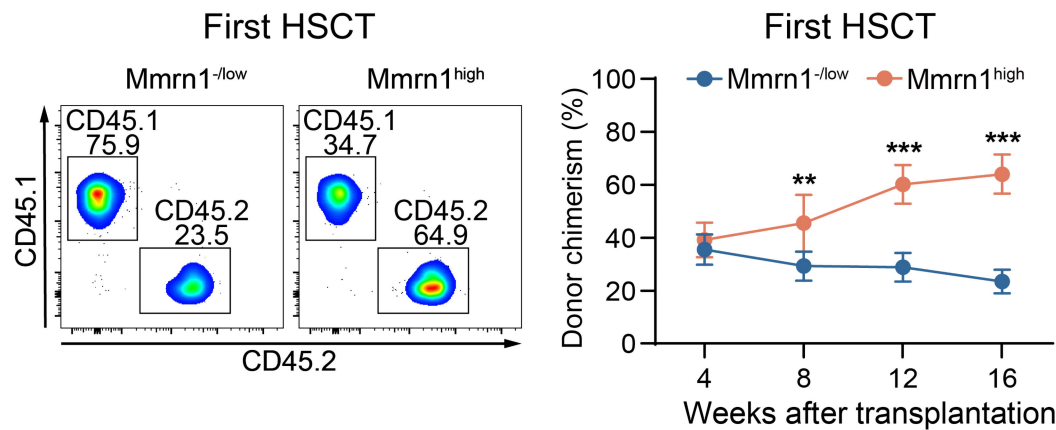 First HSCT
Mmrn1-/low
Mmrn1high
CD45.1
75.9
CD45.2
23.5
CD45.1
34.7
CD45.2
64.9
CD45.1
CD45.2
First HSCT
Mmrn1-/low
Mmrn1high
Donor chimerism (%)
100
80
60
40
20
0
**
***
***
4 8 12 16
Weeks after transplantation